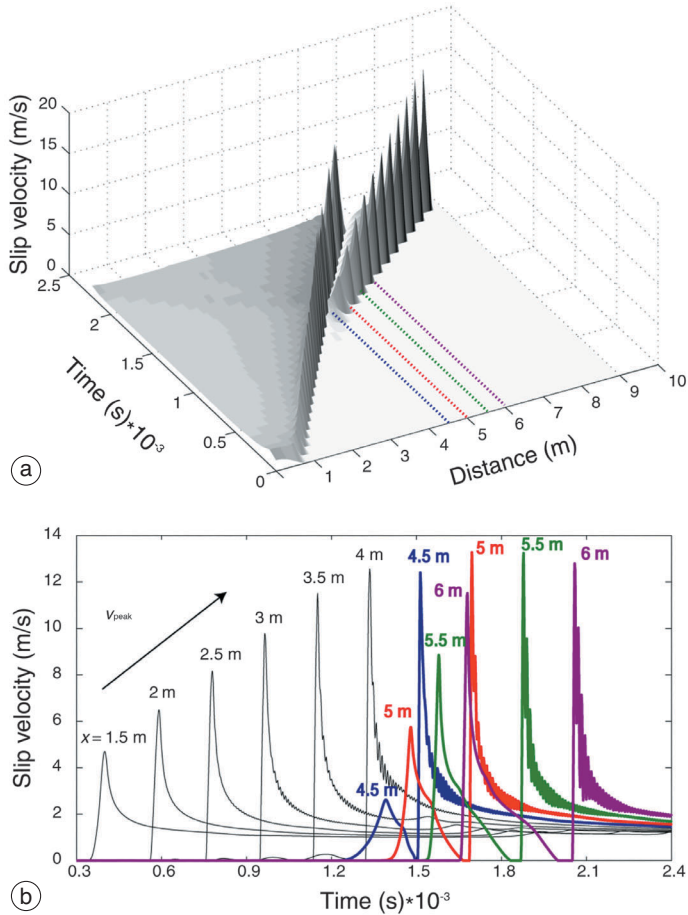 20
15
10
5
0
Slip velocity (m/s)
2.5
2
1.5
1
0.5
0
Time (s)*10⁻³
1
2
3
4
5
6
7
8
9
10
Distance (m)
a
14
12
10
8
6
4
2
0
Slip velocity (m/s)
vpeak
x = 1.5 m
2 m
2.5 m
3 m
3.5 m
4 m
4.5 m
5 m
5.5 m
6 m
6 m
5.5 m
5 m
4.5 m
0.3
0.6
0.9
1.2
1.5
1.8
2.1
2.4
Time (s)*10⁻³
b